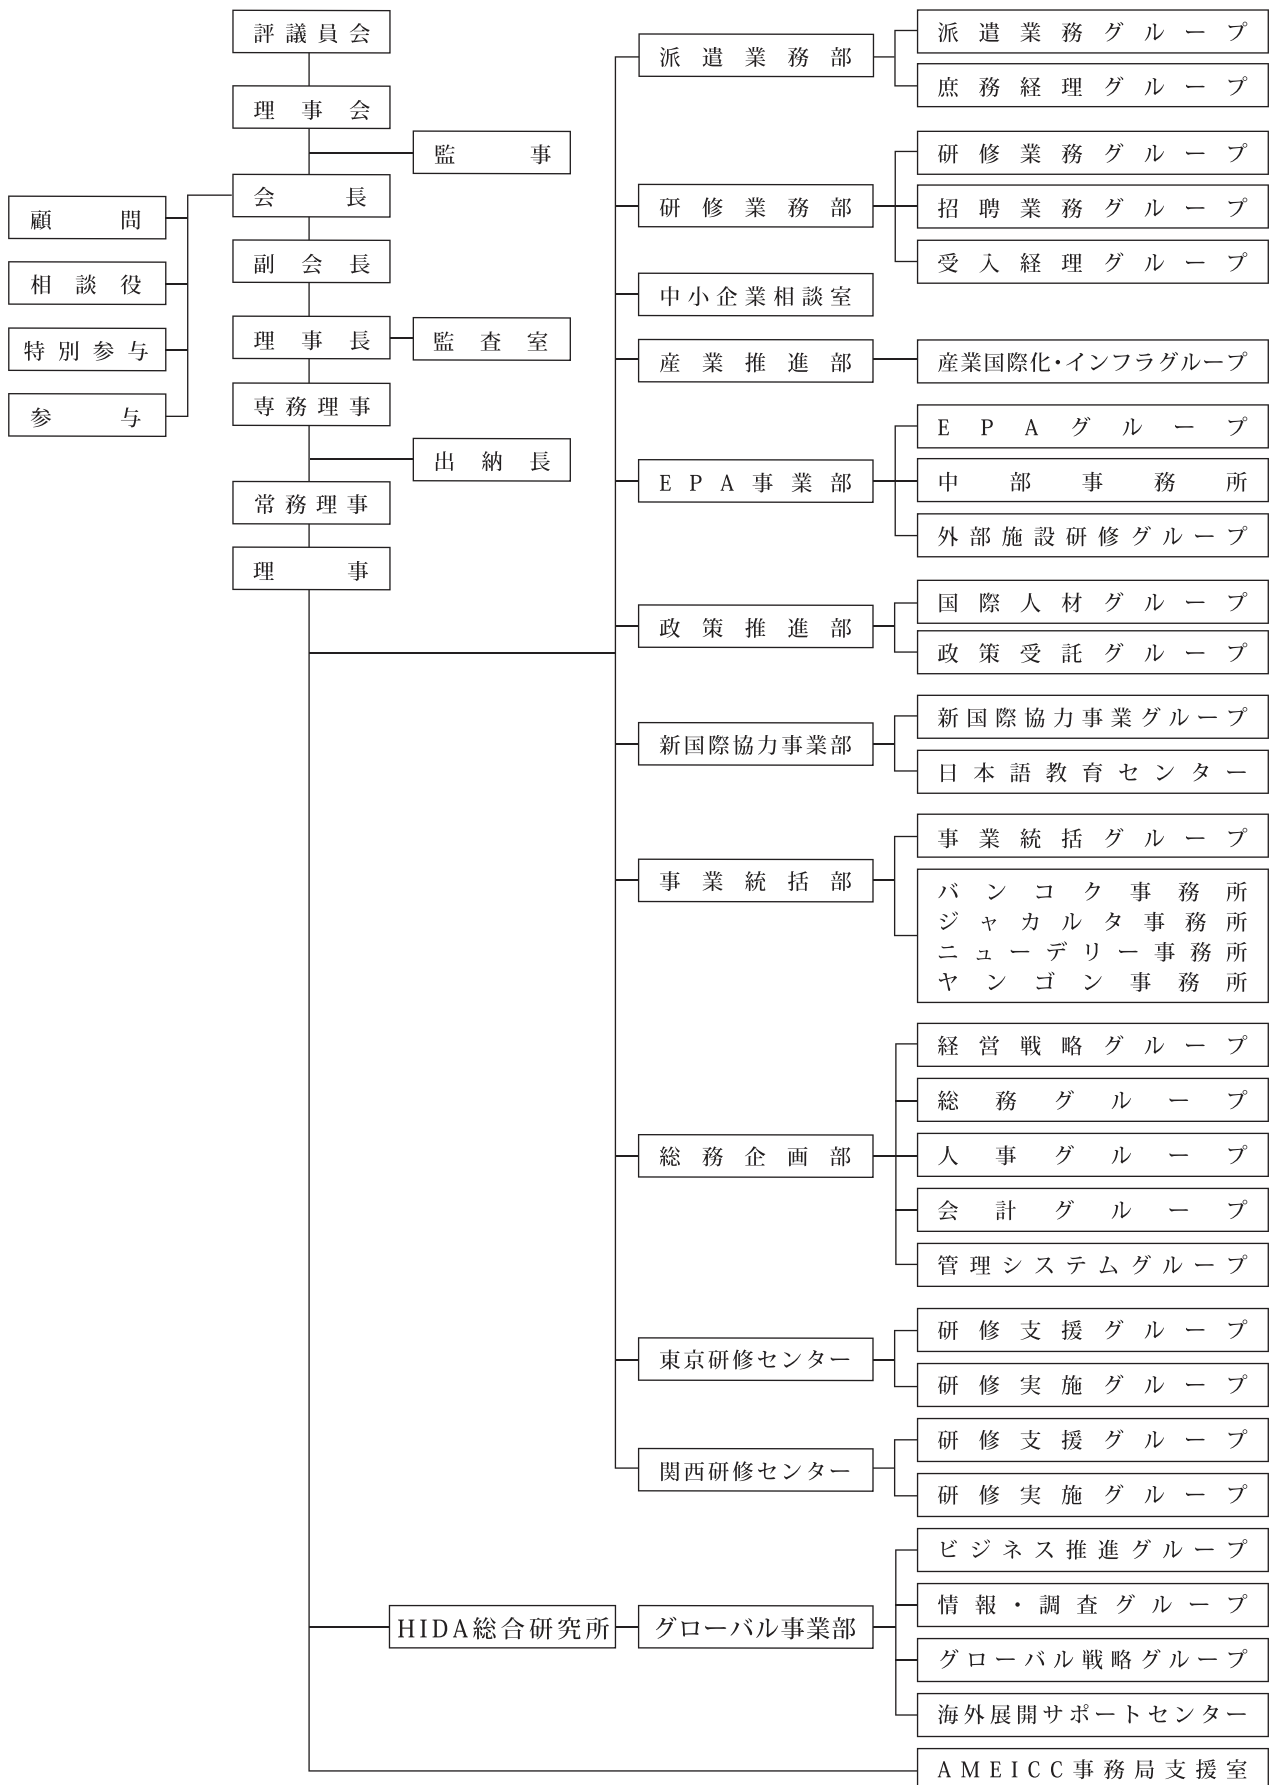 評議員会
理事会
監事
会長
顧問
相談役
特別参与
参与
副会長
理事長
監査室
専務理事
出納長
常務理事
理事
派遣業務部
派遣業務グループ
庶務経理グループ
研修業務部
研修業務グループ
招聘業務グループ
受入経理グループ
中小企業相談室
産業推進部
産業国際化・インフラグループ
EPA事業部
EPAグループ
中部事務所
外部施設研修グループ
政策推進部
国際人材グループ
政策受託グループ
新国際協力事業部
新国際協力事業グループ
日本語教育センター
事業統括部
事業統括グループ
バンコク事務所
ジャカルタ事務所
ニューデリー事務所
ヤンゴン事務所
総務企画部
経営戦略グループ
総務グループ
人事グループ
会計グループ
管理システムグループ
東京研修センター
研修支援グループ
研修実施グループ
関西研修センター
研修支援グループ
研修実施グループ
HIDA総合研究所
グローバル事業部
ビジネス推進グループ
情報・調査グループ
グローバル戦略グループ
海外展開サポートセンター
AMEICC事務局支援室